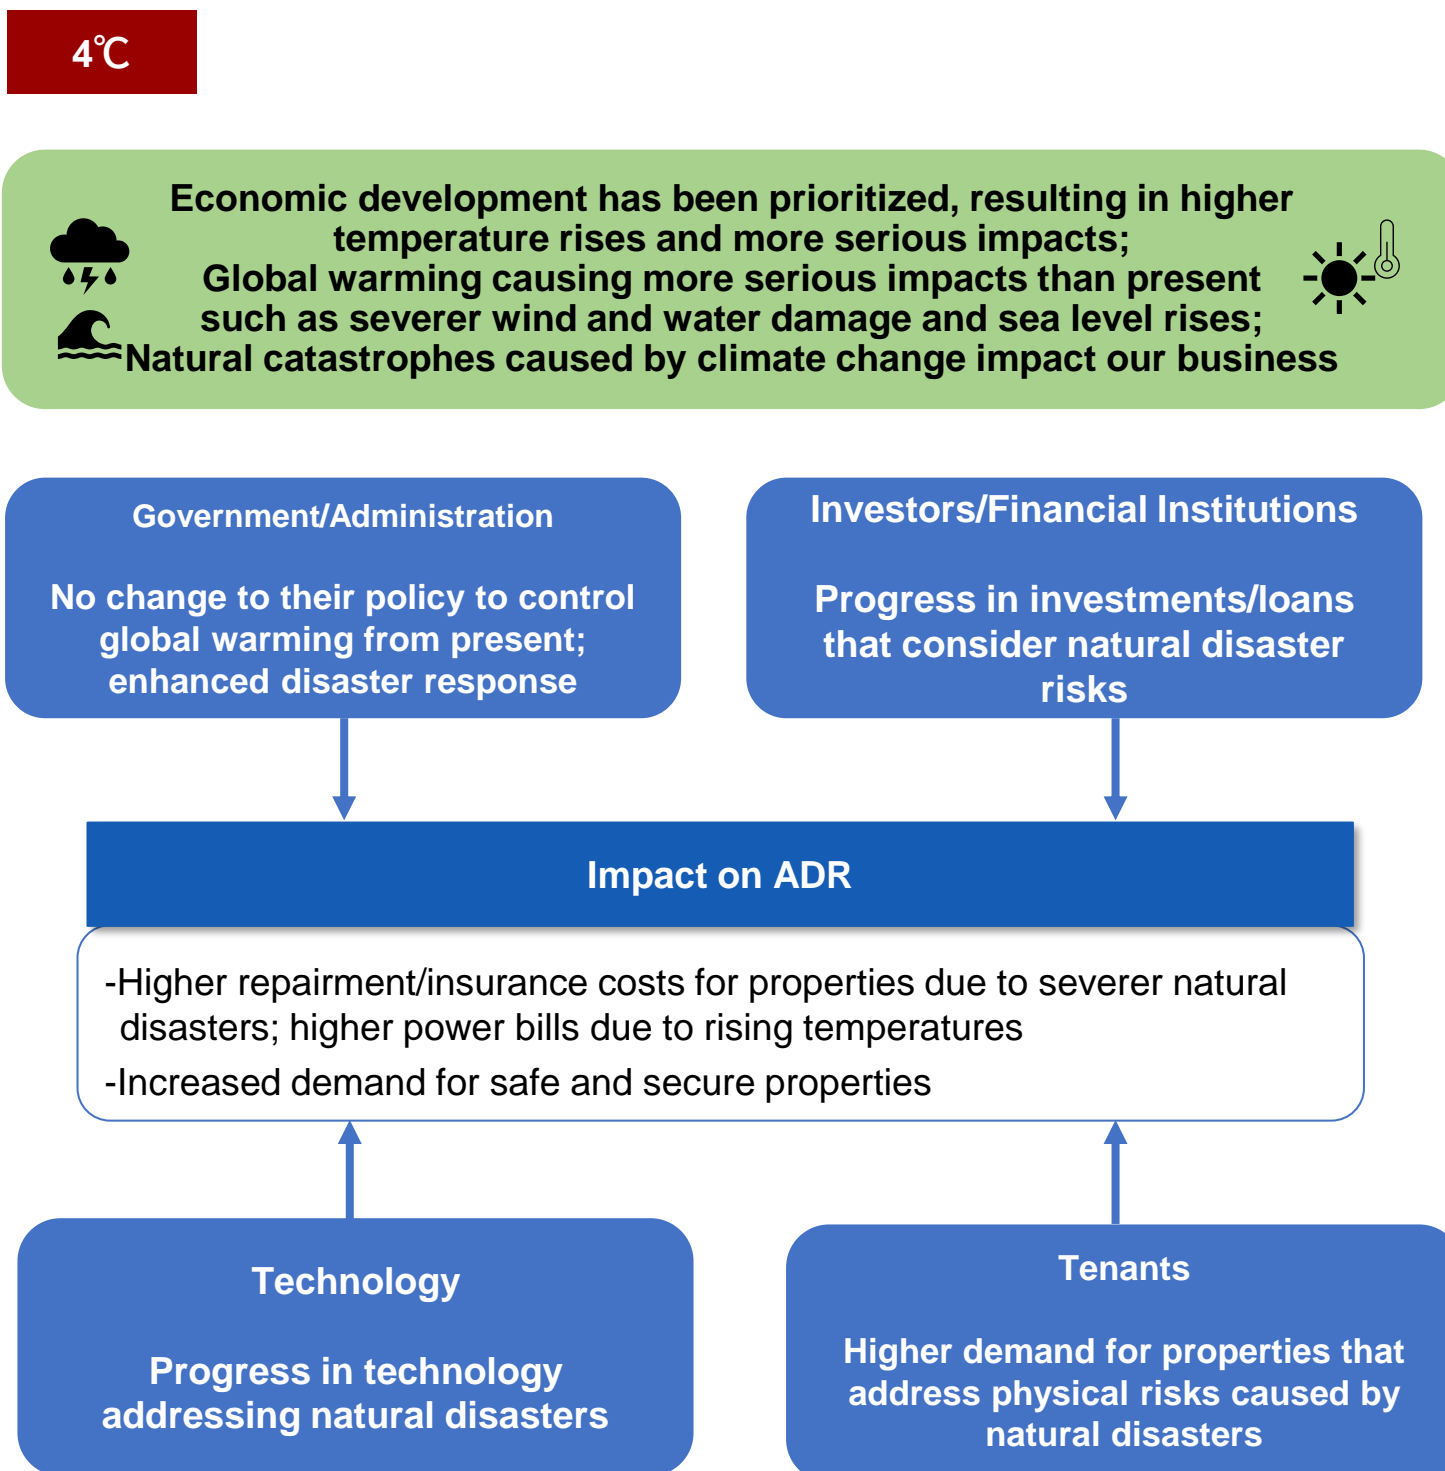 4℃
Economic development has been prioritized, resulting in higher
temperature rises and more serious impacts;
Global warming causing more serious impacts than present
such as severer wind and water damage and sea level rises;
Natural catastrophes caused by climate change impact our business
Government/Administration
No change to their policy to control
global warming from present;
enhanced disaster response
Investors/Financial Institutions
Progress in investments/loans
that consider natural disaster
risks
Impact on ADR
-Higher repairment/insurance costs for properties due to severer natural
disasters; higher power bills due to rising temperatures
-Increased demand for safe and secure properties
Technology
Progress in technology
addressing natural disasters
Tenants
Higher demand for properties that
address physical risks caused by
natural disasters